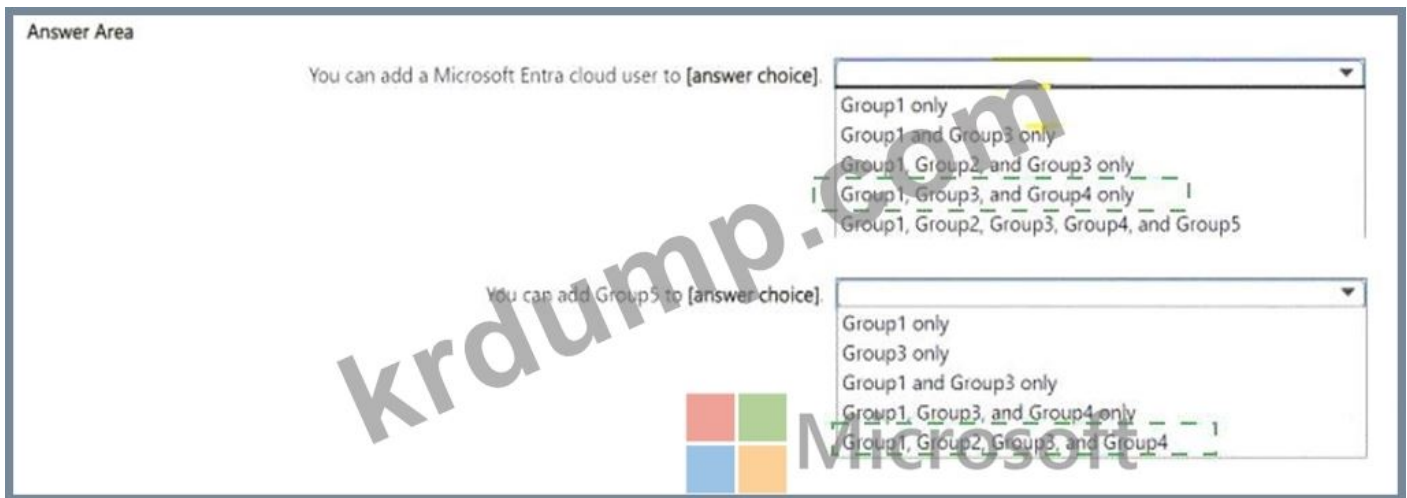 Answer Area
You can add a Microsoft Entra cloud user to [answer choice].
Group1 only
Group1 and Group3 only
Group1, Group2, and Group3 only
Group1, Group3, and Group4 only
Group1, Group2, Group3, Group4, and Group5
You can add Group5 to [answer choice].
Group1 only
Group3 only
Group1 and Group3 only
Group1, Group3, and Group4 only
Group1, Group2, Group3, and Group4
krdump.com
Microsoft